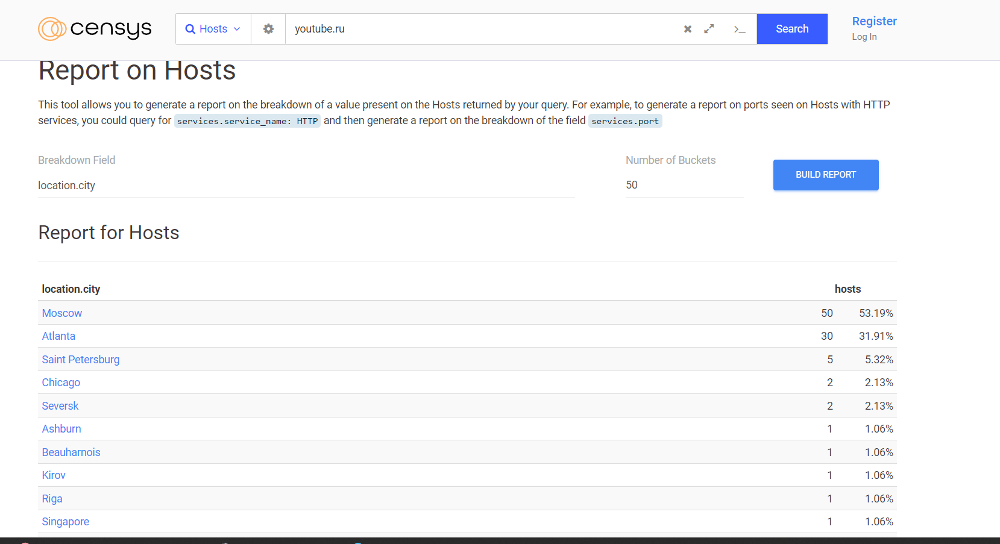 censys
Hosts
youtube.ru
>_
Search
Register
Log In
Report on Hosts
This tool allows you to generate a report on the breakdown of a value present on the Hosts returned by your query. For example, to generate a report on ports seen on Hosts with HTTP
services, you could query for services.service_name: HTTP and then generate a report on the breakdown of the field services.port
Breakdown Field
Number of Buckets
location.city
50
BUILD REPORT
Report for Hosts
location.city hosts
Moscow 50 53.19%
Atlanta 30 31.91%
Saint Petersburg 5 5.32%
Chicago 2 2.13%
Seversk 2 2.13%
Ashburn 1 1.06%
Beauharnois 1 1.06%
Kirov 1 1.06%
Riga 1 1.06%
Singapore 1 1.06%